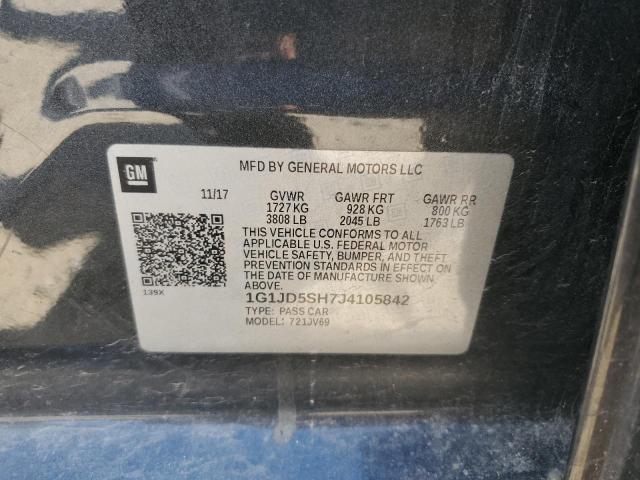 GM
MFD BY GENERAL MOTORS LLC
11/17 GVWR GAWR FRT GAWR RR
1727 KG 928 KG 800 KG
3808 LB 2045 LB 1763 LB
THIS VEHICLE CONFORMS TO ALL
APPLICABLE U.S. FEDERAL MOTOR
VEHICLE SAFETY, BUMPER, AND THEFT
PREVENTION STANDARDS IN EFFECT ON
THE DATE OF MANUFACTURE SHOWN
ABOVE.
139X
1G1JD5SH7J4105842
TYPE: PASS CAR
MODEL: 721JV69